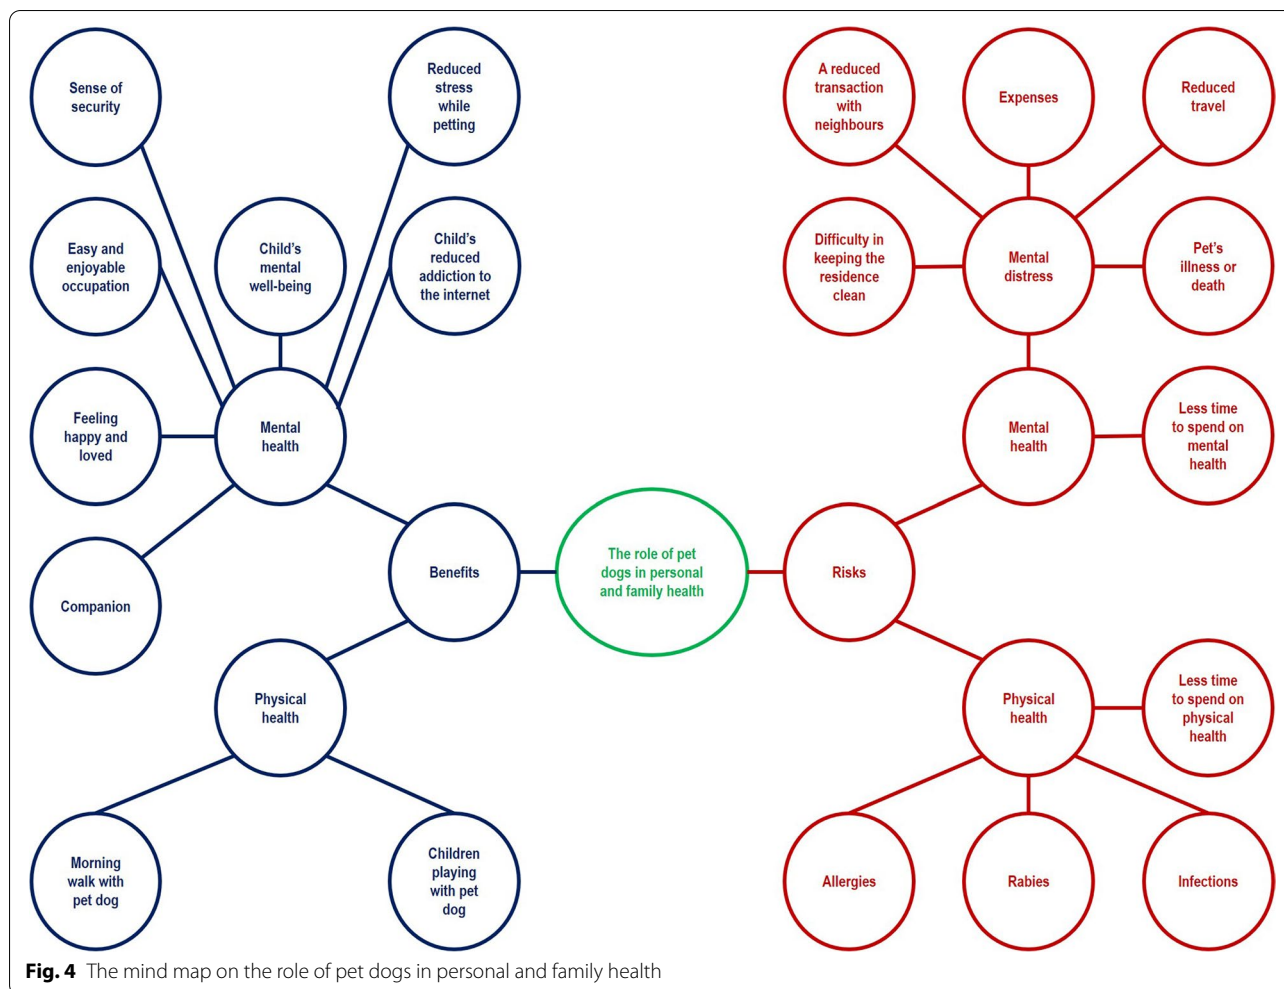 Sense of
security
Reduced
stress
while
petting
Easy and
enjoyable
occupation
Child's
mental
well-being
Child's
reduced
addiction to
the internet
Feeling
happy and
loved
Mental
health
Companion
Benefits
Physical
health
Morning
walk with
pet dog
Children
playing
with pet
dog
The role of pet
dogs in personal
and family health
A reduced
transaction
with
neighbours
Expenses
Reduced
travel
Difficulty in
keeping the
residence
clean
Mental
distress
Pet's
illness or
death
Mental
health
Less time
to spend on
mental
health
Risks
Physical
health
Less time
to spend on
physical
health
Allergies
Rabies
Infections
Fig. 4 The mind map on the role of pet dogs in personal and family health